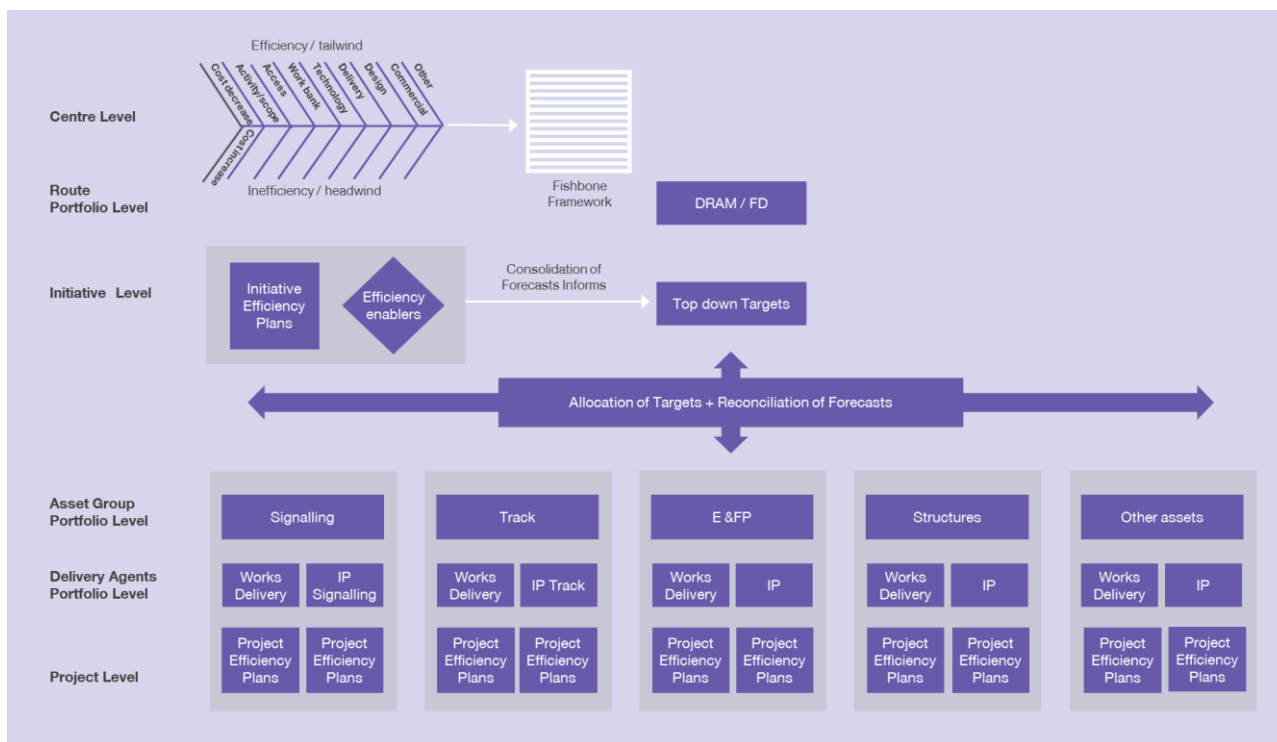 Efficiency / tailwind
Cost decrease
Activity/scope
Access
Work bank
Technology
Delivery
Design
Commercial
Other
Centre Level
Cost increase
Inefficiency / headwind
Fishbone
Framework
Route
Portfolio Level
DRAM / FD
Initiative Level
Initiative
Efficiency
Plans
Efficiency
enablers
Consolidation of
Forecasts Informs
Top down Targets
Allocation of Targets + Reconciliation of Forecasts
Asset Group
Portfolio Level
Signalling
Track
E &FP
Structures
Other assets
Delivery Agents
Portfolio Level
Works
Delivery
IP
Signalling
Works
Delivery
IP Track
Works
Delivery
IP
Works
Delivery
IP
Works
Delivery
IP
Project Level
Project
Efficiency
Plans
Project
Efficiency
Plans
Project
Efficiency
Plans
Project
Efficiency
Plans
Project
Efficiency
Plans
Project
Efficiency
Plans
Project
Efficiency
Plans
Project
Efficiency
Plans
Project
Efficiency
Plans
Project
Efficiency
Plans